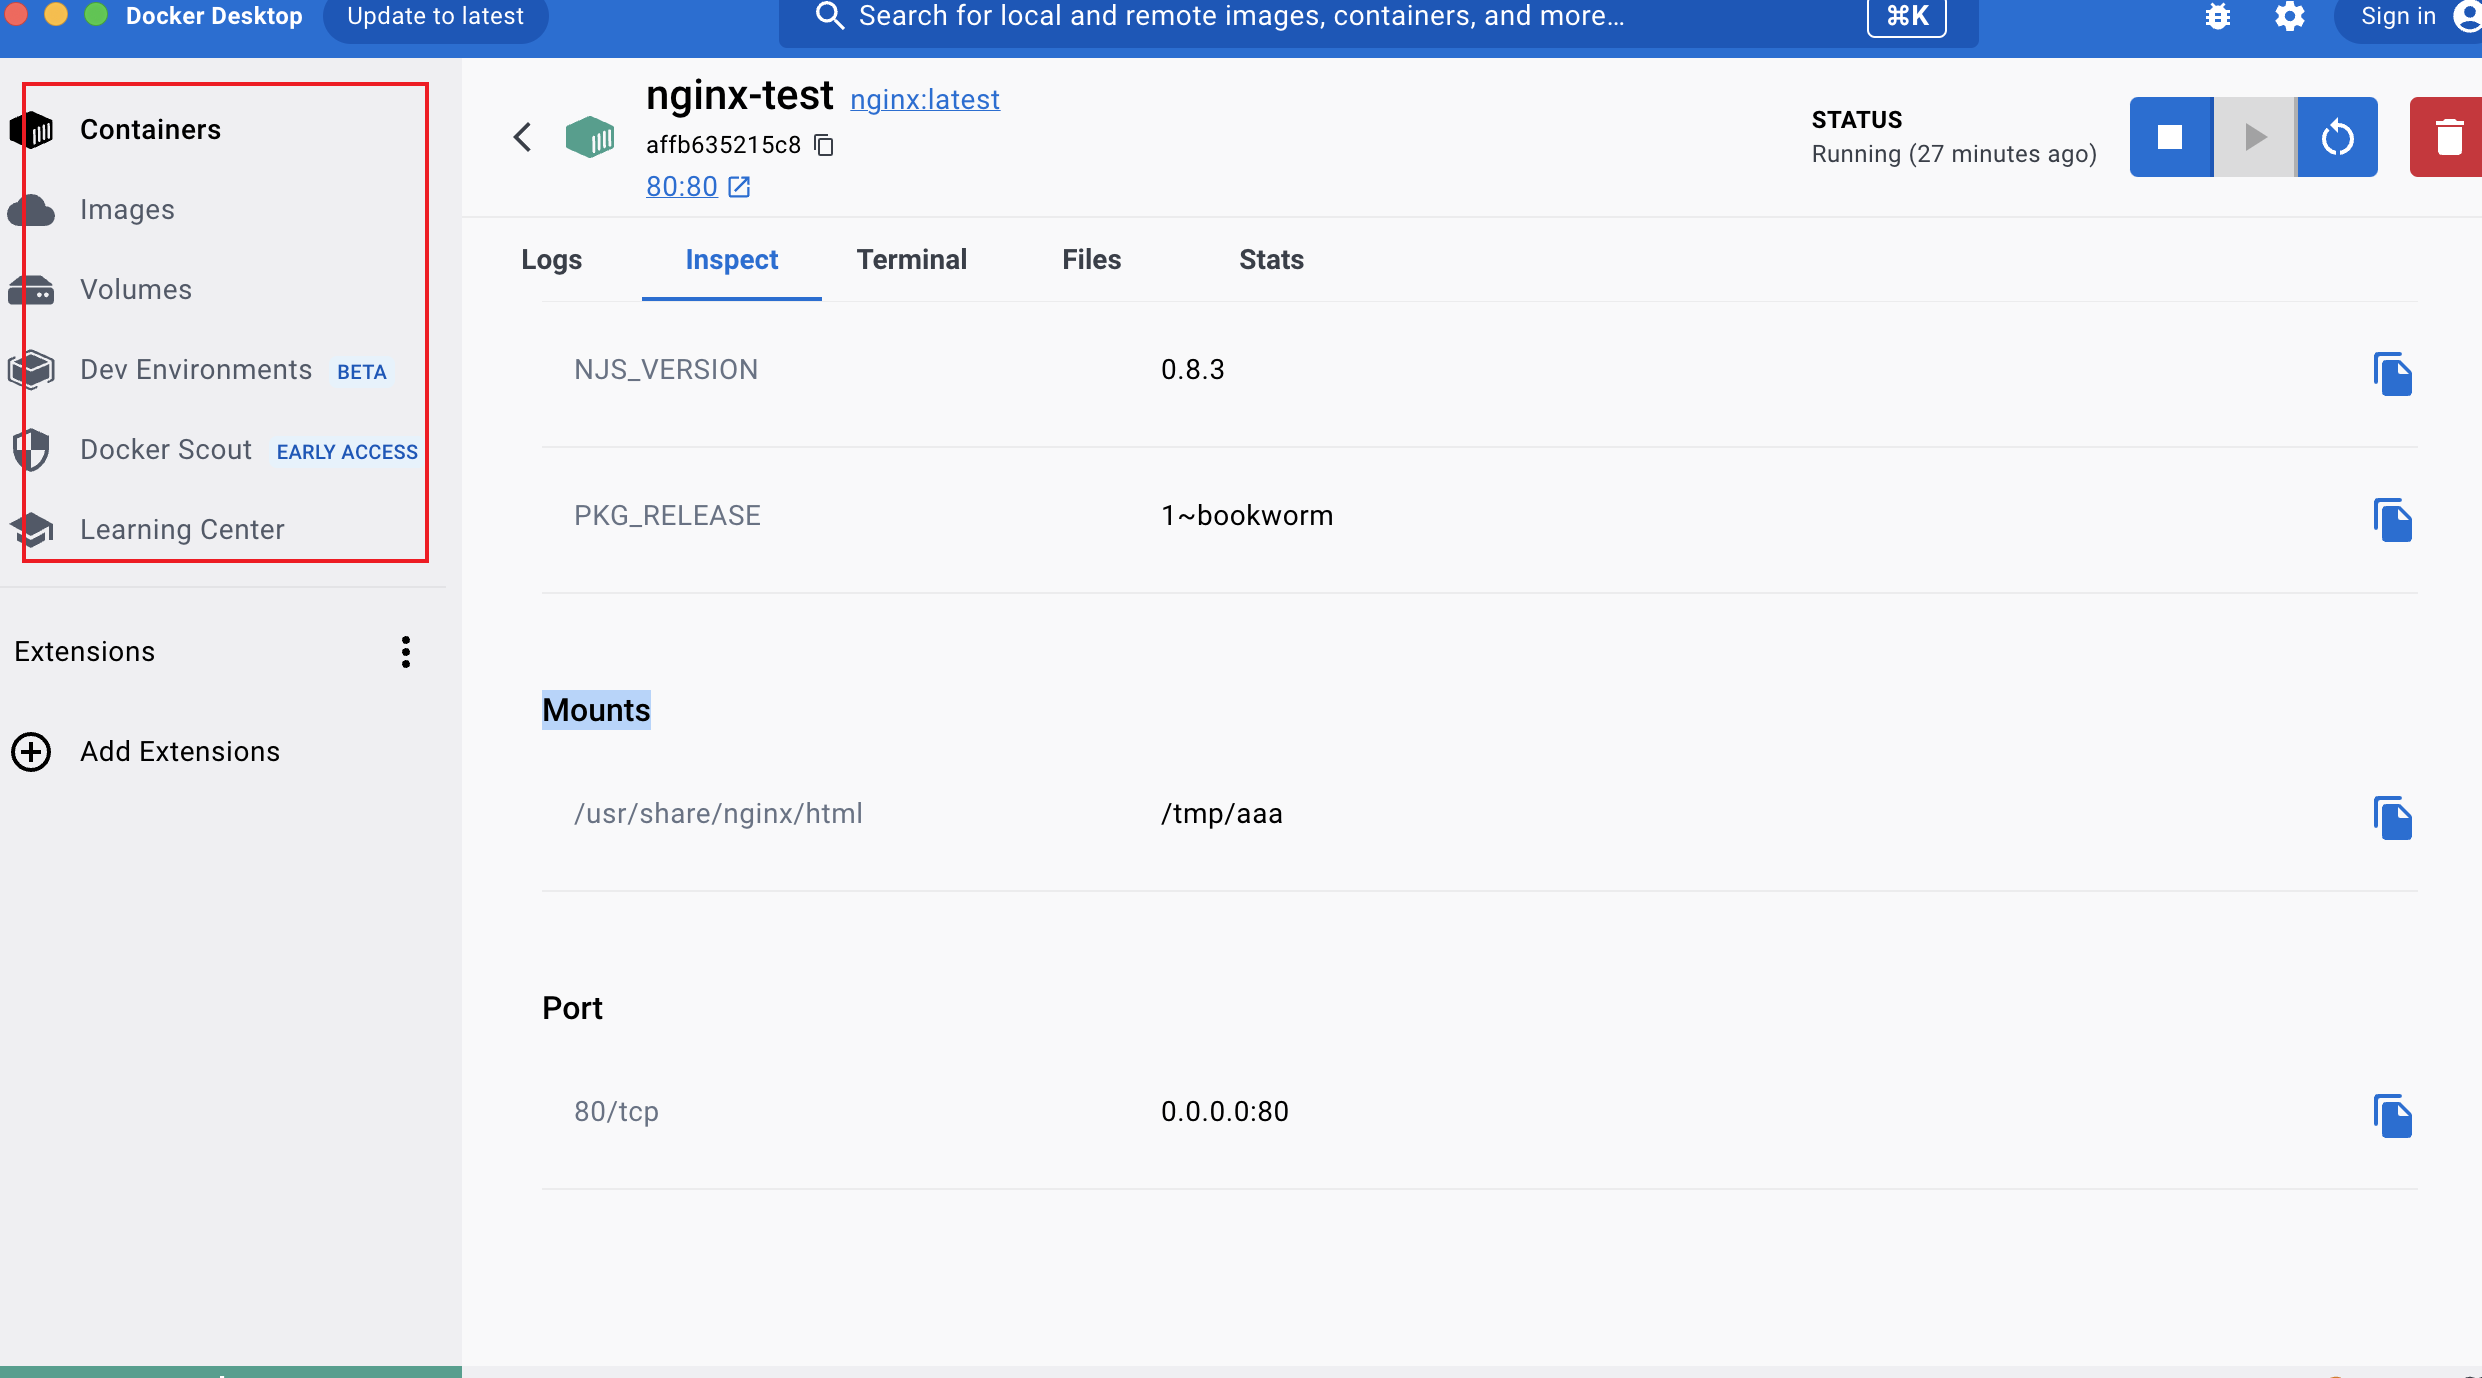 Docker Desktop
Update to latest
Search for local and remote images, containers, and more...
⌘K
Sign in
Containers
Images
Volumes
Dev Environments BETA
Docker Scout EARLY ACCESS
Learning Center
Extensions
Add Extensions
nginx-test nginx:latest
affb635215c8
80:80
STATUS
Running (27 minutes ago)
Logs Inspect Terminal Files Stats
NJS_VERSION 0.8.3
PKG_RELEASE 1~bookworm
Mounts
/usr/share/nginx/html /tmp/aaa
Port
80/tcp 0.0.0.0:80